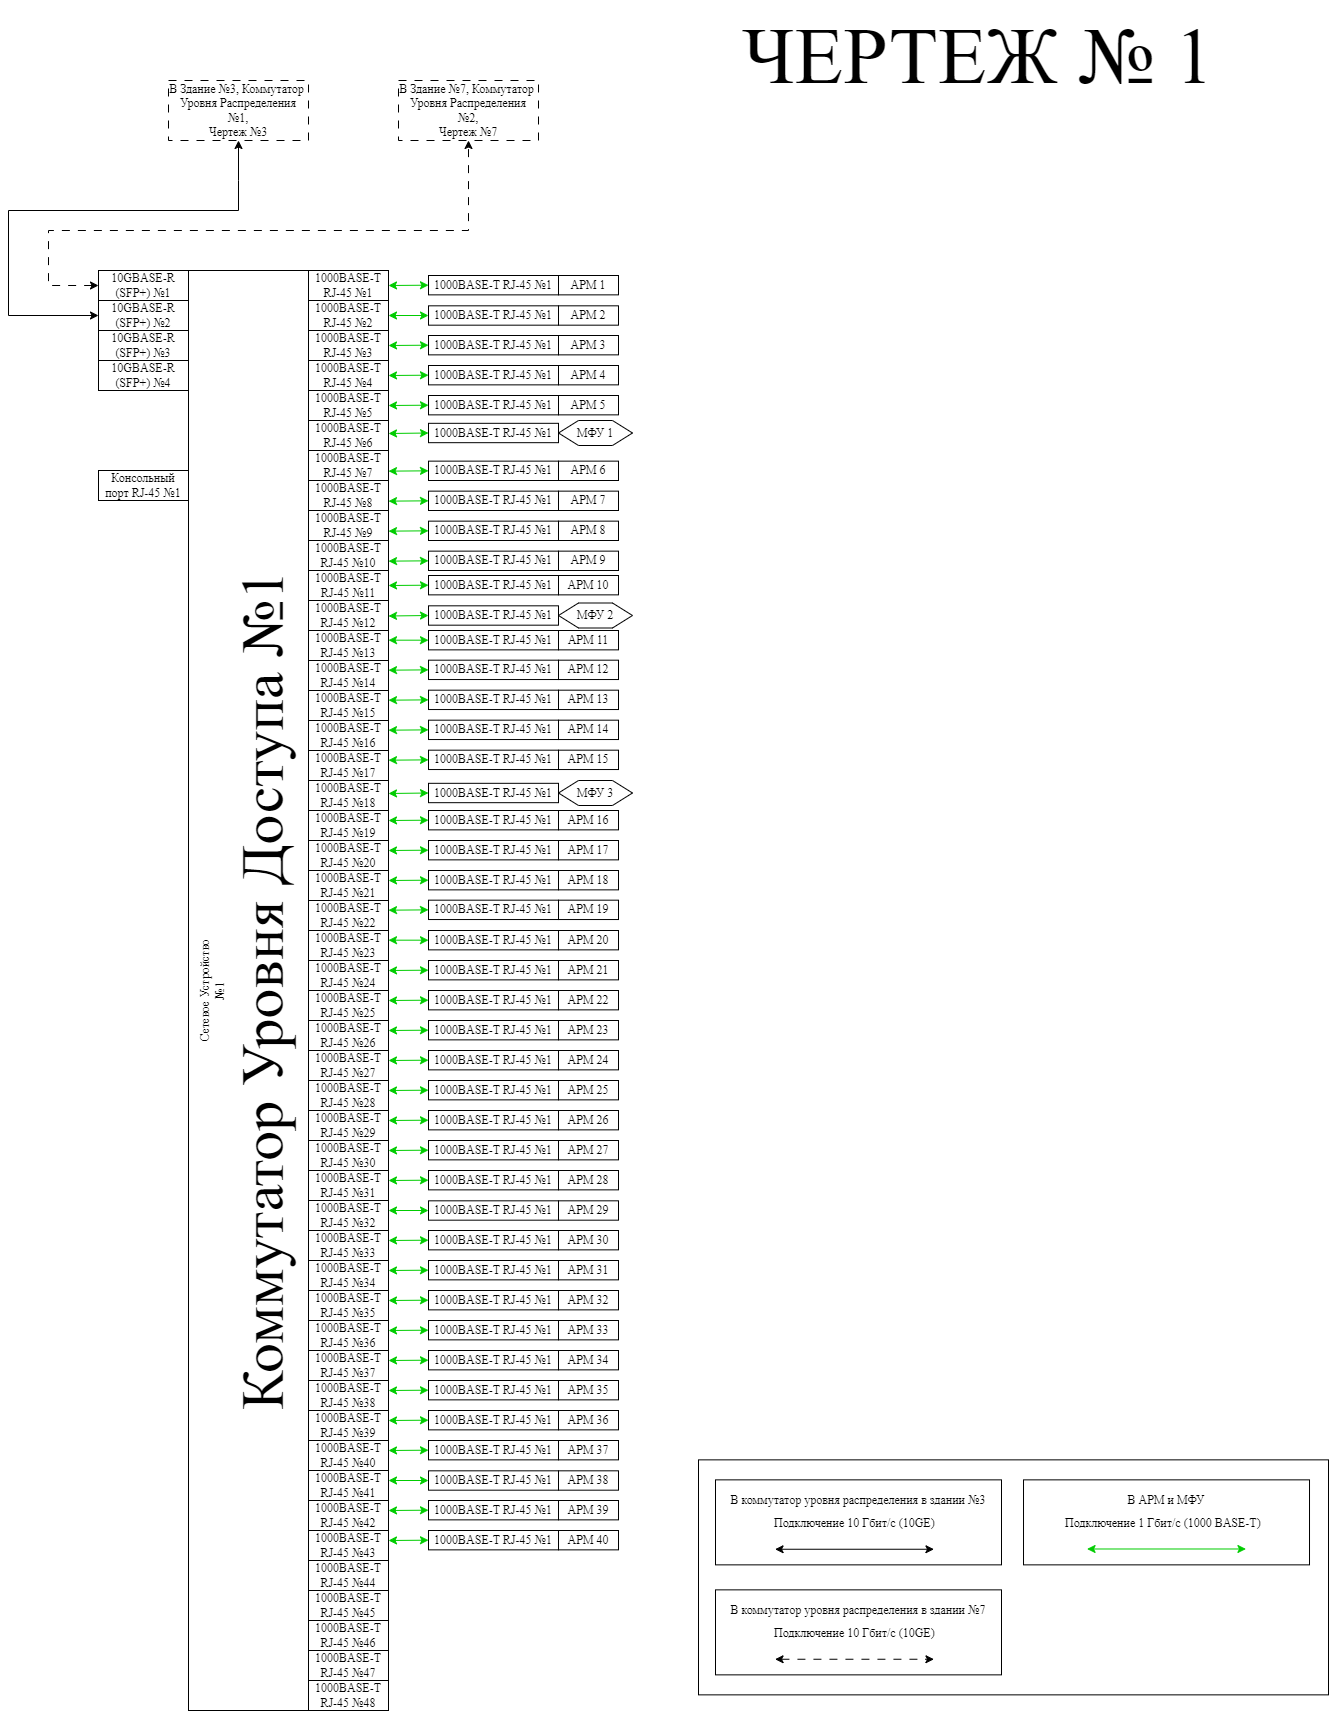 ЧЕРТЕЖ № 1
В Здание №3, Коммутатор
Уровня Распределения
№1,
Чертеж №3
В Здание №7, Коммутатор
Уровня Распределения
№2,
Чертеж №7
10GBASE-R
(SFP+) №1
10GBASE-R
(SFP+) №2
10GBASE-R
(SFP+) №3
10GBASE-R
(SFP+) №4
Консольный
порт RJ-45 №1
Сетевое Устройство
№1
Коммутатор Уровня Доступа №1
1000BASE-T
RJ-45 №1
1000BASE-T RJ-45 №1 АРМ 1
1000BASE-T
RJ-45 №2
1000BASE-T RJ-45 №1 АРМ 2
1000BASE-T
RJ-45 №3
1000BASE-T RJ-45 №1 АРМ 3
1000BASE-T
RJ-45 №4
1000BASE-T RJ-45 №1 АРМ 4
1000BASE-T
RJ-45 №5
1000BASE-T RJ-45 №1 АРМ 5
1000BASE-T
RJ-45 №6
1000BASE-T RJ-45 №1 МФУ 1
1000BASE-T
RJ-45 №7
1000BASE-T RJ-45 №1 АРМ 6
1000BASE-T
RJ-45 №8
1000BASE-T RJ-45 №1 АРМ 7
1000BASE-T
RJ-45 №9
1000BASE-T RJ-45 №1 АРМ 8
1000BASE-T
RJ-45 №10
1000BASE-T RJ-45 №1 АРМ 9
1000BASE-T
RJ-45 №11
1000BASE-T RJ-45 №1 АРМ 10
1000BASE-T
RJ-45 №12
1000BASE-T RJ-45 №1 МФУ 2
1000BASE-T
RJ-45 №13
1000BASE-T RJ-45 №1 АРМ 11
1000BASE-T
RJ-45 №14
1000BASE-T RJ-45 №1 АРМ 12
1000BASE-T
RJ-45 №15
1000BASE-T RJ-45 №1 АРМ 13
1000BASE-T
RJ-45 №16
1000BASE-T RJ-45 №1 АРМ 14
1000BASE-T
RJ-45 №17
1000BASE-T RJ-45 №1 АРМ 15
1000BASE-T
RJ-45 №18
1000BASE-T RJ-45 №1 МФУ 3
1000BASE-T
RJ-45 №19
1000BASE-T RJ-45 №1 АРМ 16
1000BASE-T
RJ-45 №20
1000BASE-T RJ-45 №1 АРМ 17
1000BASE-T
RJ-45 №21
1000BASE-T RJ-45 №1 АРМ 18
1000BASE-T
RJ-45 №22
1000BASE-T RJ-45 №1 АРМ 19
1000BASE-T
RJ-45 №23
1000BASE-T RJ-45 №1 АРМ 20
1000BASE-T
RJ-45 №24
1000BASE-T RJ-45 №1 АРМ 21
1000BASE-T
RJ-45 №25
1000BASE-T RJ-45 №1 АРМ 22
1000BASE-T
RJ-45 №26
1000BASE-T RJ-45 №1 АРМ 23
1000BASE-T
RJ-45 №27
1000BASE-T RJ-45 №1 АРМ 24
1000BASE-T
RJ-45 №28
1000BASE-T RJ-45 №1 АРМ 25
1000BASE-T
RJ-45 №29
1000BASE-T RJ-45 №1 АРМ 26
1000BASE-T
RJ-45 №30
1000BASE-T RJ-45 №1 АРМ 27
1000BASE-T
RJ-45 №31
1000BASE-T RJ-45 №1 АРМ 28
1000BASE-T
RJ-45 №32
1000BASE-T RJ-45 №1 АРМ 29
1000BASE-T
RJ-45 №33
1000BASE-T RJ-45 №1 АРМ 30
1000BASE-T
RJ-45 №34
1000BASE-T RJ-45 №1 АРМ 31
1000BASE-T
RJ-45 №35
1000BASE-T RJ-45 №1 АРМ 32
1000BASE-T
RJ-45 №36
1000BASE-T RJ-45 №1 АРМ 33
1000BASE-T
RJ-45 №37
1000BASE-T RJ-45 №1 АРМ 34
1000BASE-T
RJ-45 №38
1000BASE-T RJ-45 №1 АРМ 35
1000BASE-T
RJ-45 №39
1000BASE-T RJ-45 №1 АРМ 36
1000BASE-T
RJ-45 №40
1000BASE-T RJ-45 №1 АРМ 37
1000BASE-T
RJ-45 №41
1000BASE-T RJ-45 №1 АРМ 38
1000BASE-T
RJ-45 №42
1000BASE-T RJ-45 №1 АРМ 39
1000BASE-T
RJ-45 №43
1000BASE-T RJ-45 №1 АРМ 40
1000BASE-T
RJ-45 №44
1000BASE-T
RJ-45 №45
1000BASE-T
RJ-45 №46
1000BASE-T
RJ-45 №47
1000BASE-T
RJ-45 №48
В коммутатор уровня распределения в здании №3
Подключение 10 Гбит/с (10GE)
В АРМ и МФУ
Подключение 1 Гбит/с (1000 BASE-T)
В коммутатор уровня распределения в здании №7
Подключение 10 Гбит/с (10GE)